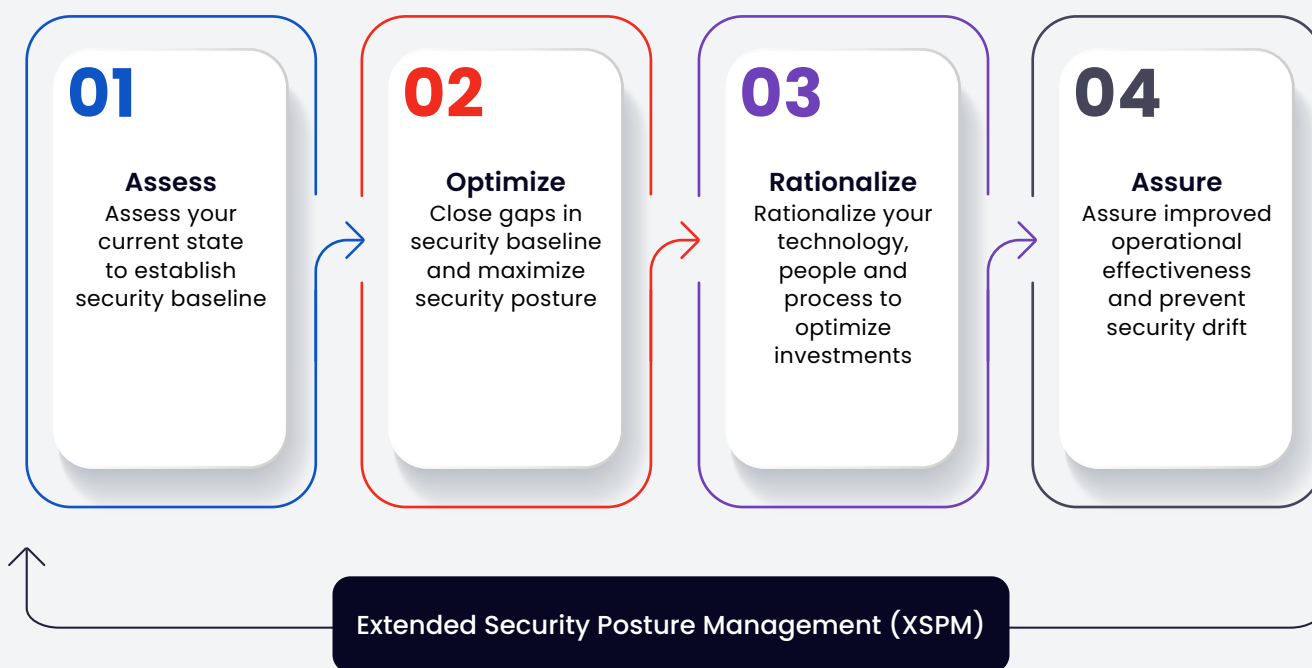 01
Assess
Assess your
current state
to establish
security baseline
02
Optimize
Close gaps in
security baseline
and maximize
security posture
03
Rationalize
Rationalize your
technology,
people and
process to
optimize
investments
04
Assure
Assure improved
operational
effectiveness
and prevent
security drift
Extended Security Posture Management (XSPM)